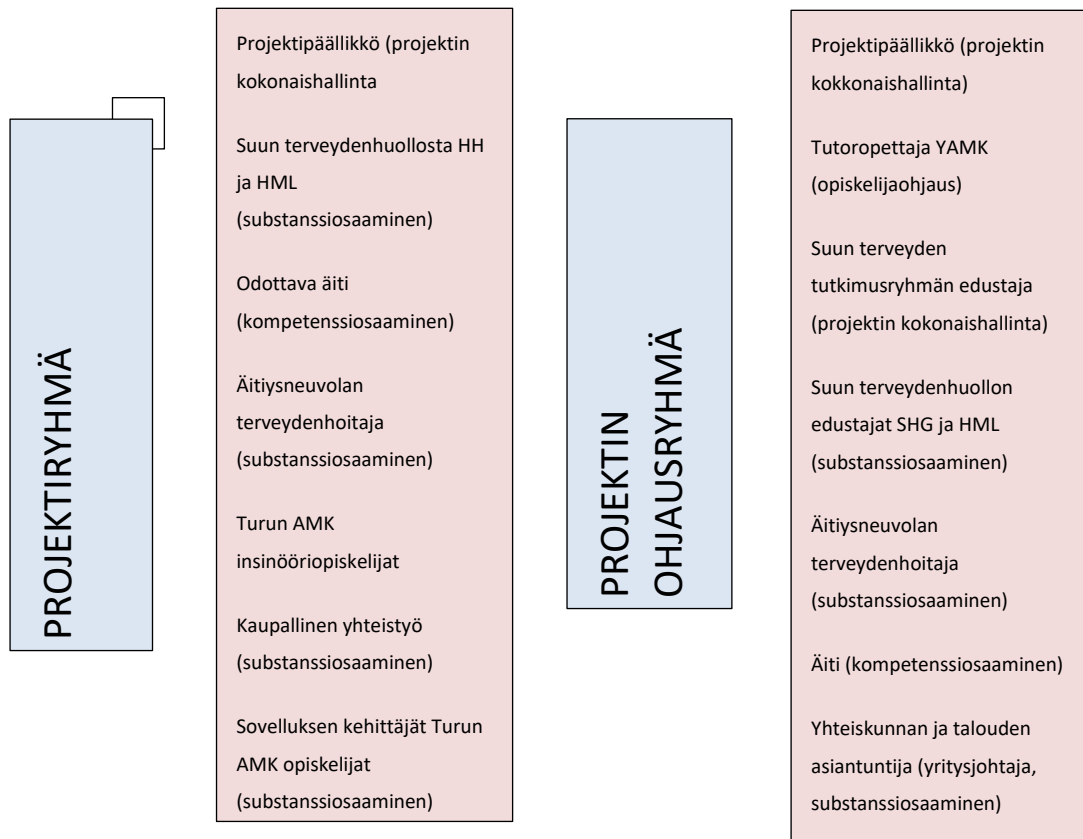 PROJEKTIRYHMÄ
Projektipäällikkö (projektin
kokonaishallinta
Suun terveydenhuollosta HH
ja HML
(substanssiosaaminen)
Odottava äiti
(kompetenssiosaaminen)
Äitiysneuvolan
terveydenhoitaja
(substanssiosaaminen)
Turun AMK
insinööriopiskelijat
Kaupallinen yhteistyö
(substanssiosaaminen)
Sovelluksen kehittäjät Turun
AMK opiskelijat
(substanssiosaaminen)
PROJEKTIN
OHJAUSRYHMÄ
Projektipäällikkö (projektin
kokkonaishallinta)
Tutoropettaja YAMK
(opiskelijaohjaus)
Suun terveyden
tutkimusryhmän edustaja
(projektin kokonaishallinta)
Suun terveydenhuollon
edustajat SHG ja HML
(substanssiosaaminen)
Äitiysneuvolan
terveydenhoitaja
(substanssiosaaminen)
Äiti (kompetenssiosaaminen)
Yhteiskunnan ja talouden
asiantuntija (yritysjohtaja,
substanssiosaaminen)